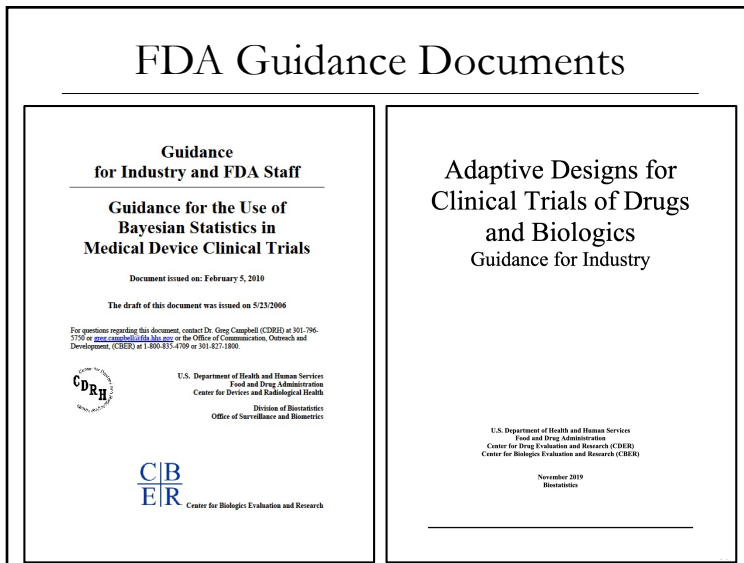 FDA Guidance Documents
Guidance
for Industry and FDA Staff
Guidance for the Use of
Bayesian Statistics in
Medical Device Clinical Trials
Document issued on: February 5, 2010
The draft of this document was issued on 5/23/2006
For questions regarding this document, contact Dr. Greg Campbell (CDRH) at 301-796-
5750 or greg.campbell@fda.hhs.gov or the Office of Communication, Outreach and
Development, (CBER) at 1-800-835-4709 or 301-827-1800.
CDRH
U.S. Department of Health and Human Services
Food and Drug Administration
Center for Devices and Radiological Health
Division of Biostatistics
Office of Surveillance and Biometrics
CB
ER
Center for Biologics Evaluation and Research
Adaptive Designs for
Clinical Trials of Drugs
and Biologics
Guidance for Industry
U.S. Department of Health and Human Services
Food and Drug Administration
Center for Drug Evaluation and Research (CDER)
Center for Biologics Evaluation and Research (CBER)
November 2019
Biostatistics